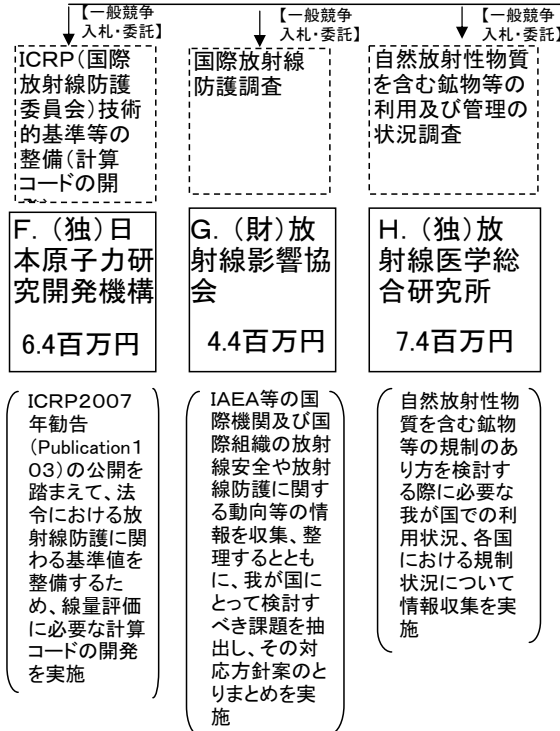 【一般競争
入札・委託】
ICRP(国際
放射線防護
委員会)技術
的基準等の
整備(計算
コードの開
F. (独)日
本原子力研
究開発機構
6.4百万円
ICRP2007
年勧告
(Publication1
03)の公開を
踏まえて、法
令における放
射線防護に関
わる基準値を
整備するた
め、線量評価
に必要な計算
コードの開発
を実施
【一般競争
入札・委託】
国際放射線
防護調査
G. (財)放
射線影響協
会
4.4百万円
IAEA等の国
際機関及び国
際組織の放射
線安全や放射
線防護に関す
る動向等の情
報を収集、整
理するととも
に、我が国に
とって検討す
べき課題を抽
出し、その対
応方針案のと
りまとめを実
施
【一般競争
入札・委託】
自然放射性物質
を含む鉱物等の
利用及び管理の
状況調査
H. (独)放
射線医学総
合研究所
7.4百万円
自然放射性物
質を含む鉱物
等の規制のあ
り方を検討す
る際に必要な
我が国での利
用状況、各国
における規制
状況について
情報収集を実
施